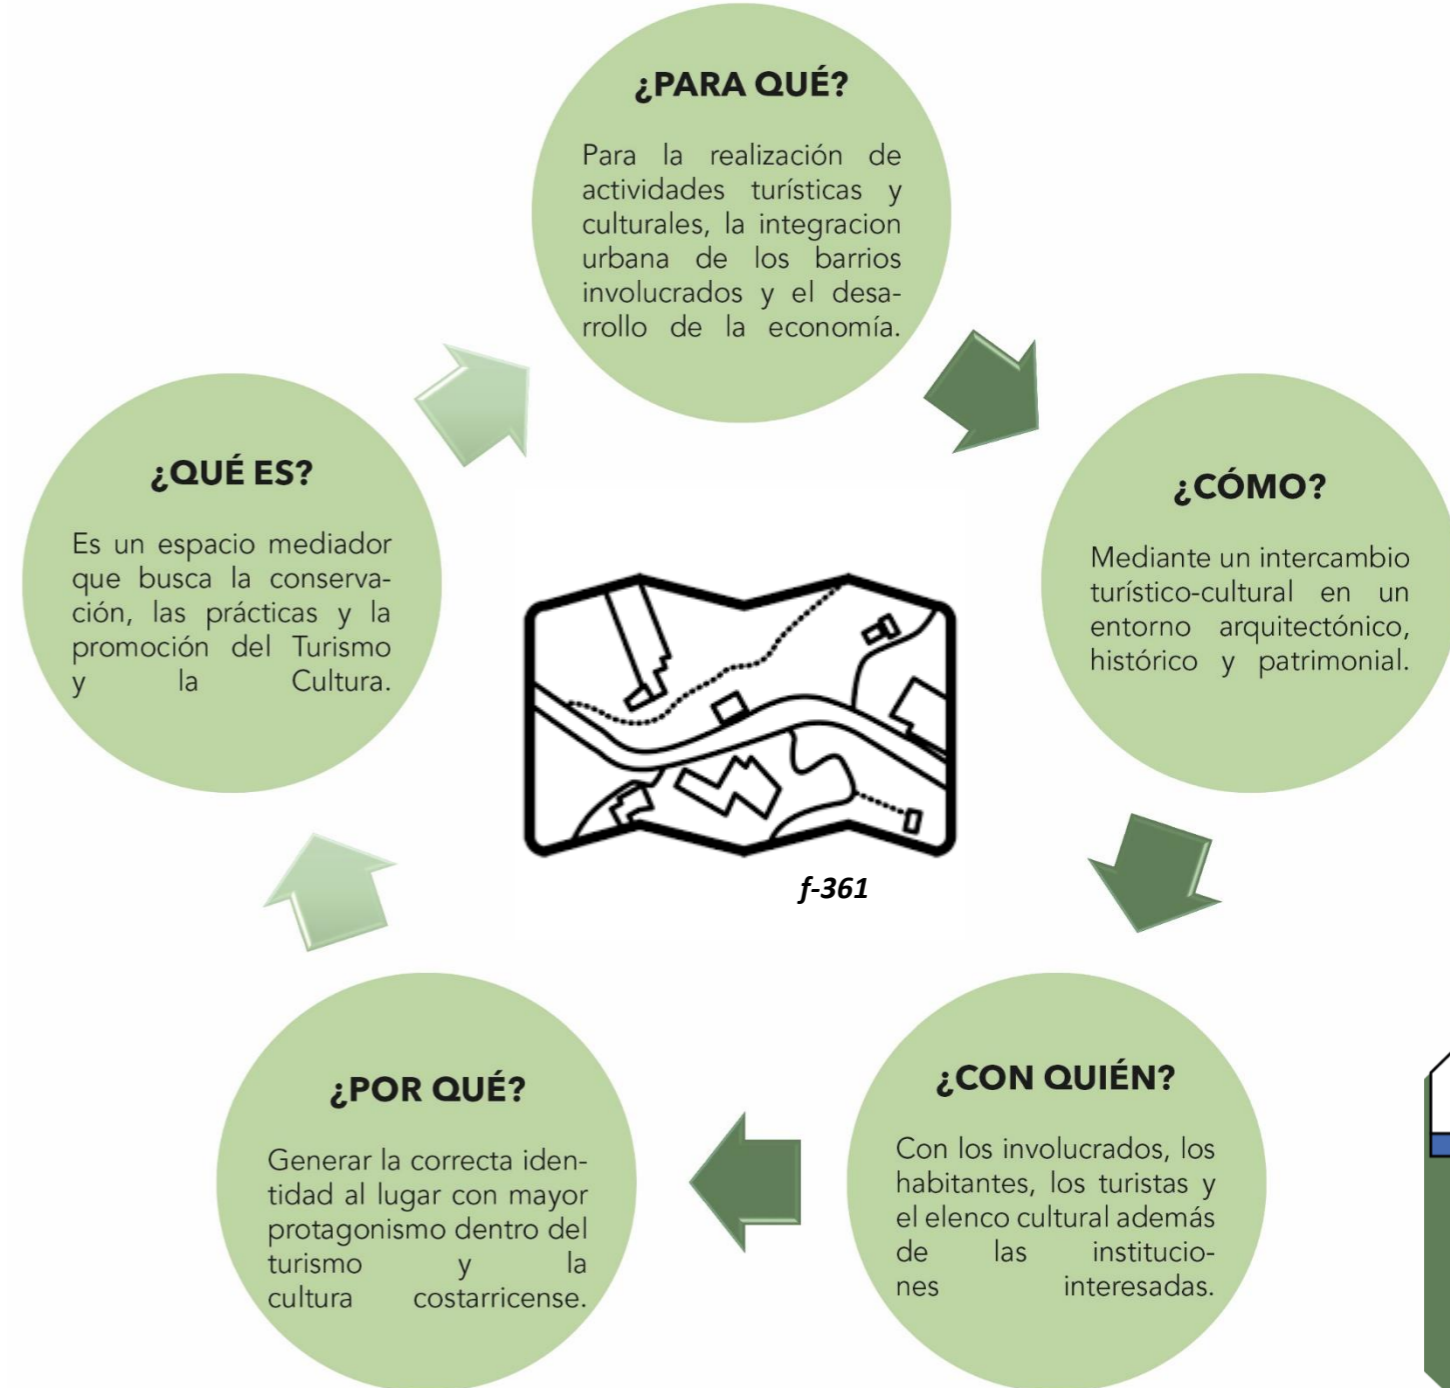 ¿PARA QUÉ?
Para la realización de
actividades turísticas y
culturales, la integracion
urbana de los barrios
involucrados y el desa-
rrollo de la economía.
¿QUÉ ES?
Es un espacio mediador
que busca la conserva-
ción, las prácticas y la
promoción del Turismo
y la Cultura.
¿CÓMO?
Mediante un intercambio
turístico-cultural en un
entorno arquitectónico,
histórico y patrimonial.
f-361
¿POR QUÉ?
Generar la correcta iden-
tidad al lugar con mayor
protagonismo dentro del
turismo y la
cultura costarricense.
¿CON QUIÉN?
Con los involucrados, los
habitantes, los turistas y
el elenco cultural además
de las institucio-
nes interesadas.